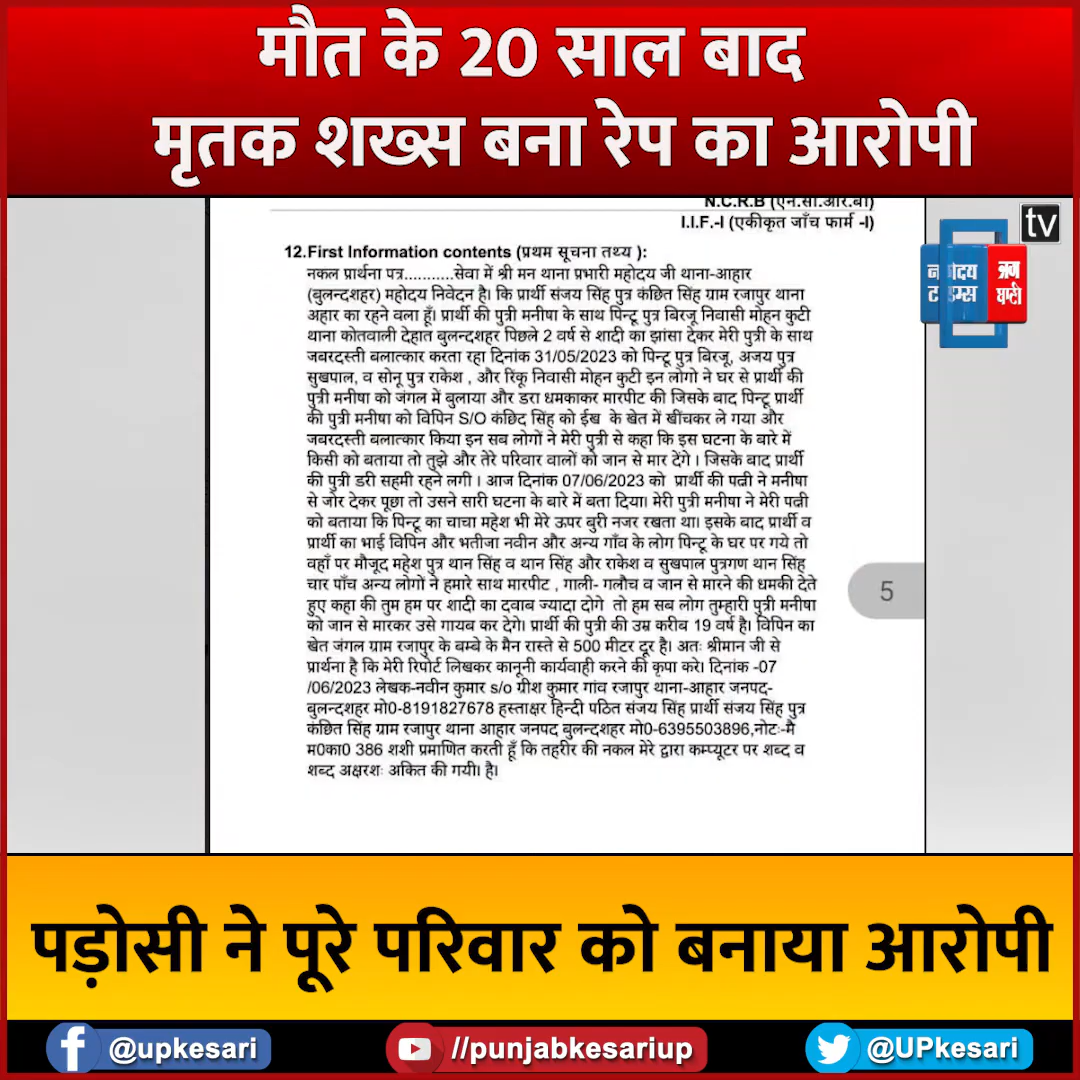 मौत के 20 साल बाद
मृतक शख्स बना रेप का आरोपी
N.C.R.B (एन.सी.आर.बी)
I.I.F.-I (एकीकृत जाँच फार्म -I)
tv
नवोदय टाइम्स
जग बाणी
12.First Information contents (प्रथम सूचना तथ्य ):
नकल प्रार्थना पत्र...........सेवा में श्री मन थाना प्रभारी महोदय जी थाना-आहार
(बुलन्दशहर) महोदय निवेदन है। कि प्रार्थी संजय सिंह पुत्र कंछित सिंह ग्राम रजापुर थाना
अहार का रहने वला हूँ। प्रार्थी की पुत्री मनीषा के साथ पिन्टू पुत्र बिरजू निवासी मोहन कुटी
थाना कोतवाली देहात बुलन्दशहर पिछले 2 वर्ष से शादी का झांसा देकर मेरी पुत्री के साथ
जबरदस्ती बलात्कार करता रहा दिनांक 31/05/2023 को पिन्टू पुत्र बिरजू, अजय पुत्र
सुखपाल, व सोनू पुत्र राकेश , और रिंकू निवासी मोहन कुटी इन लोगो ने घर से प्रार्थी की
पुत्री मनीषा को जंगल में बुलाया और डरा धमकाकर मारपीट की जिसके बाद पिन्टू प्रार्थी
की पुत्री मनीषा को विपिन S/O कंछिद सिंह को ईख के खेत में खींचकर ले गया और
जबरदस्ती बलात्कार किया इन सब लोगों ने मेरी पुत्री से कहा कि इस घटना के बारे में
किसी को बताया तो तुझे और तेरे परिवार वालों को जान से मार देंगे । जिसके बाद प्रार्थी
की पुत्री डरी सहमी रहने लगी । आज दिनांक 07/06/2023 को प्रार्थी की पत्नी ने मनीषा
से जोर देकर पूछा तो उसने सारी घटना के बारे में बता दिया। मेरी पुत्री मनीषा ने मेरी पत्नी
को बताया कि पिन्टू का चाचा महेश भी मेरे ऊपर बुरी नजर रखता था। इसके बाद प्रार्थी व
प्रार्थी का भाई विपिन और भतीजा नवीन और अन्य गाँव के लोग पिन्टू के घर पर गये तो
वहाँ पर मौजूद महेश पुत्र थान सिंह व थान सिंह और राकेश व सुखपाल पुत्रगण थान सिंह
चार पाँच अन्य लोगों ने हमारे साथ मारपीट , गाली- गलौच व जान से मारने की धमकी देते
हुए कहा की तुम हम पर शादी का दवाब ज्यादा दोगे तो हम सब लोग तुम्हारी पुत्री मनीषा
को जान से मारकर उसे गायब कर देगे। प्रार्थी की पुत्री की उम्र करीब 19 वर्ष है। विपिन का
खेत जंगल ग्राम रजापुर के बम्बे के मैन रास्ते से 500 मीटर दूर है। अतः श्रीमान जी से
प्रार्थना है कि मेरी रिपोर्ट लिखकर कानूनी कार्यवाही करने की कृपा करे। दिनांक -07
/06/2023 लेखक-नवीन कुमार s/o ग्रीश कुमार गांव रजापुर थाना-आहार जनपद-
बुलन्दशहर मो0-8191827678 हस्ताक्षर हिन्दी पठित संजय सिंह प्रार्थी संजय सिंह पुत्र
कंछित सिंह ग्राम रजापुर थाना आहार जनपद बुलन्दशहर मो0-6395503896,नोटः-मै
म0का0 386 शशी प्रमाणित करती हूँ कि तहरीर की नकल मेरे द्वारा कम्प्यूटर पर शब्द व
शब्द अक्षरशः अकित की गयी। है।
5
पड़ोसी ने पूरे परिवार को बनाया आरोपी
@upkesari
//punjabkesariup
@UPkesari